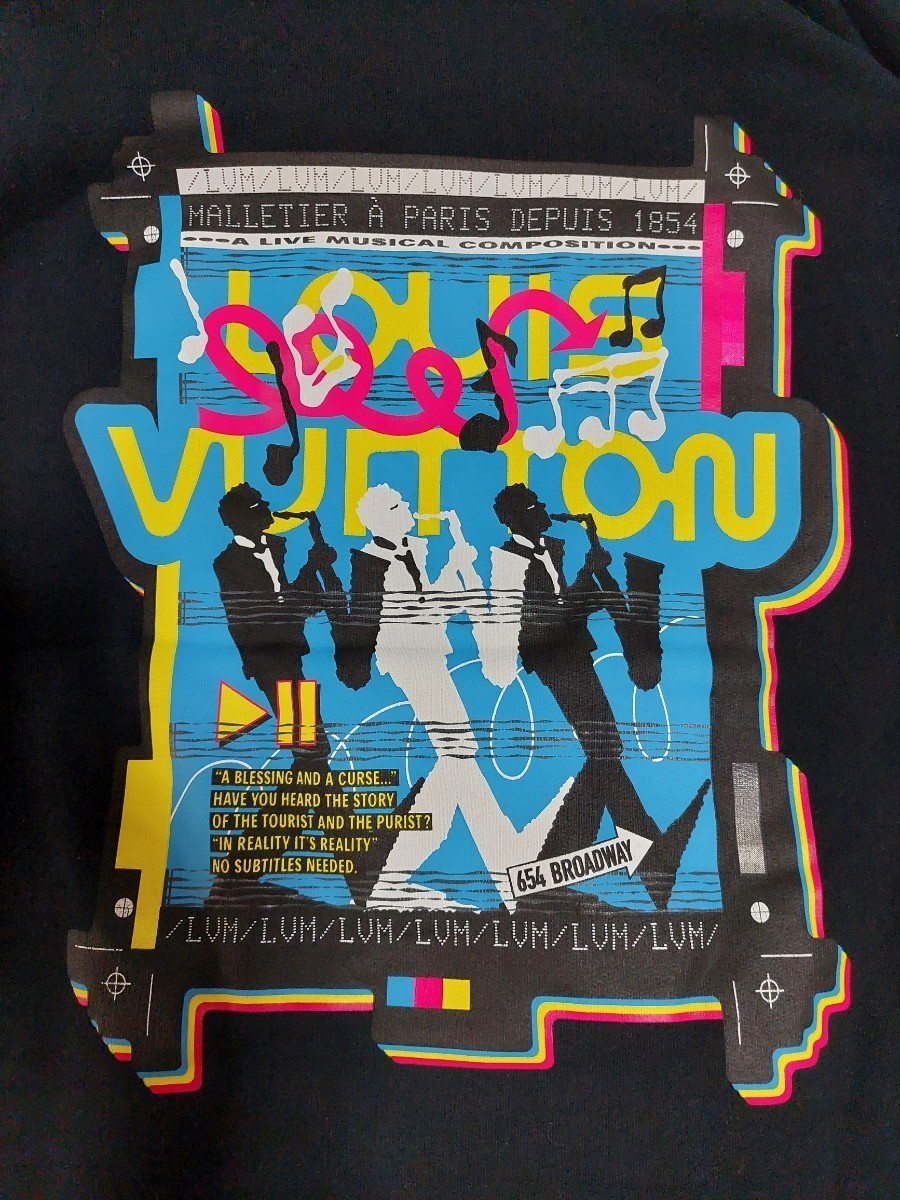 /LVM/LVM/LVM/LVM/LVM/LVM/LVM/
MALLETIER À PARIS DEPUIS 1854
••••A LIVE MUSICAL COMPOSITION••••
LOUIS
VUITTON
"A BLESSING AND A CURSE..."
HAVE YOU HEARD THE STORY
OF THE TOURIST AND THE PURIST?
"IN REALITY IT'S REALITY"
NO SUBTITLES NEEDED.
654 BROADWAY
/LVM/LVM/LVM/LVM/LVM/LVM/LVM/